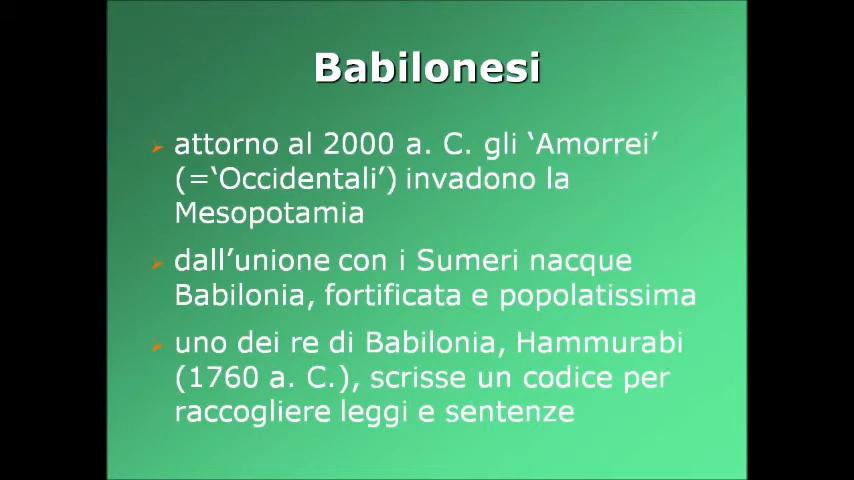 Babilonesi
attorno al 2000 a. C. gli ‘Amorrei’
(=‘Occidentali’) invadono la
Mesopotamia
dall’unione con i Sumeri nacque
Babilonia, fortificata e popolatissima
uno dei re di Babilonia, Hammurabi
(1760 a. C.), scrisse un codice per
raccogliere leggi e sentenze